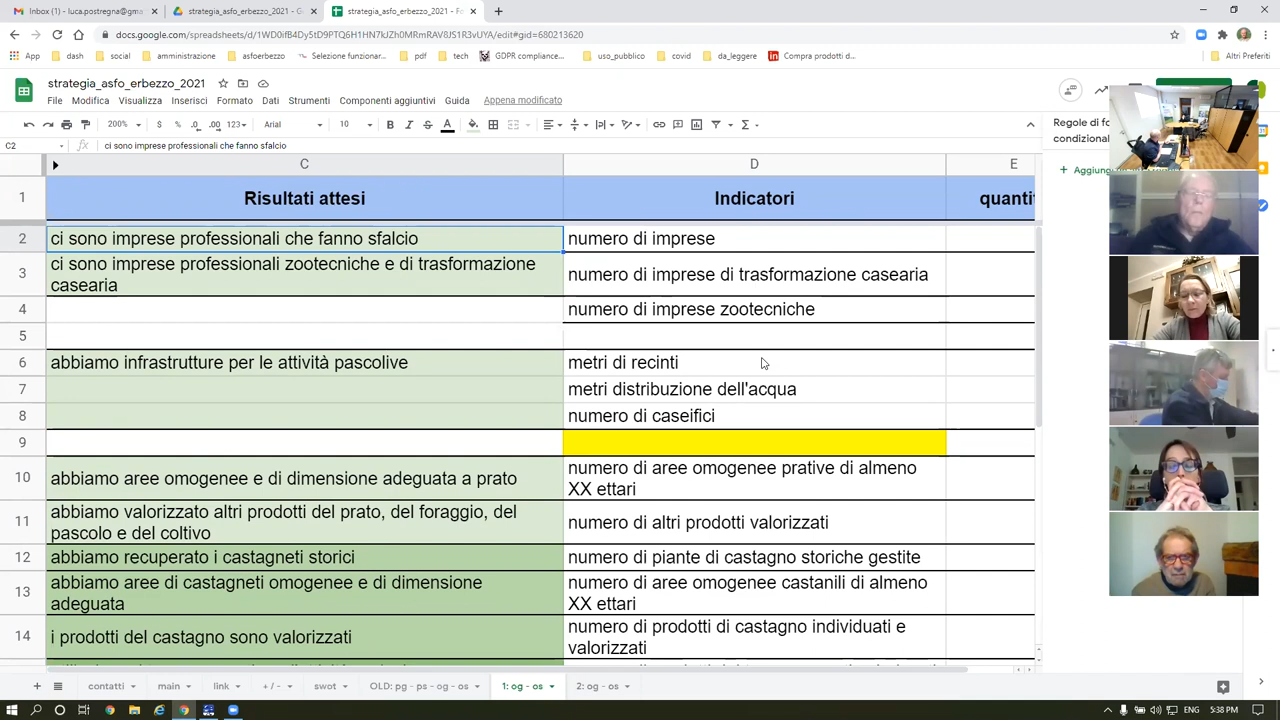 Inbox (1) - luca.postregna@gma
strategia_asfo_erbezzo_2021 - G
strategia_asfo_erbezzo_2021 - Fo
docs.google.com/spreadsheets/d/1WD0ifB4Dy5tD9PTQ6H1HN7kJZh0MRmRAV8JS1R3vUYA/edit#gid=680213620
App
dash
social
amministrazione
asfoerbezzo
Selezione funzionar...
pdf
tech
GDPR compliance...
uso_pubblico
covid
da_leggere
Compra prodotti d...
Altri Preferiti
strategia_asfo_erbezzo_2021
File Modifica Visualizza Inserisci Formato Dati Strumenti Componenti aggiuntivi Guida Appena modificato
200% $ % .0 .00 123 Arial 10 B I S A
C2 fx ci sono imprese professionali che fanno sfalcio
Regole di fo
condizional
Aggiung
C D E
1 Risultati attesi Indicatori quantit
2 ci sono imprese professionali che fanno sfalcio numero di imprese
3 ci sono imprese professionali zootecniche e di trasformazione
casearia
numero di imprese di trasformazione casearia
4 numero di imprese zootecniche
5
6 abbiamo infrastrutture per le attività pascolive metri di recinti
7 metri distribuzione dell'acqua
8 numero di caseifici
9
10 abbiamo aree omogenee e di dimensione adeguata a prato
numero di aree omogenee prative di almeno
XX ettari
11 abbiamo valorizzato altri prodotti del prato, del foraggio, del
pascolo e del coltivo
numero di altri prodotti valorizzati
12 abbiamo recuperato i castagneti storici numero di piante di castagno storiche gestite
13 abbiamo aree di castagneti omogenee e di dimensione
adeguata
numero di aree omogenee castanili di almeno
XX ettari
14 i prodotti del castagno sono valorizzati
numero di prodotti di castagno individuati e
valorizzati
contatti main link + / - swot OLD: pg - ps - og - os 1: og - os 2: og - os
5:38 PM